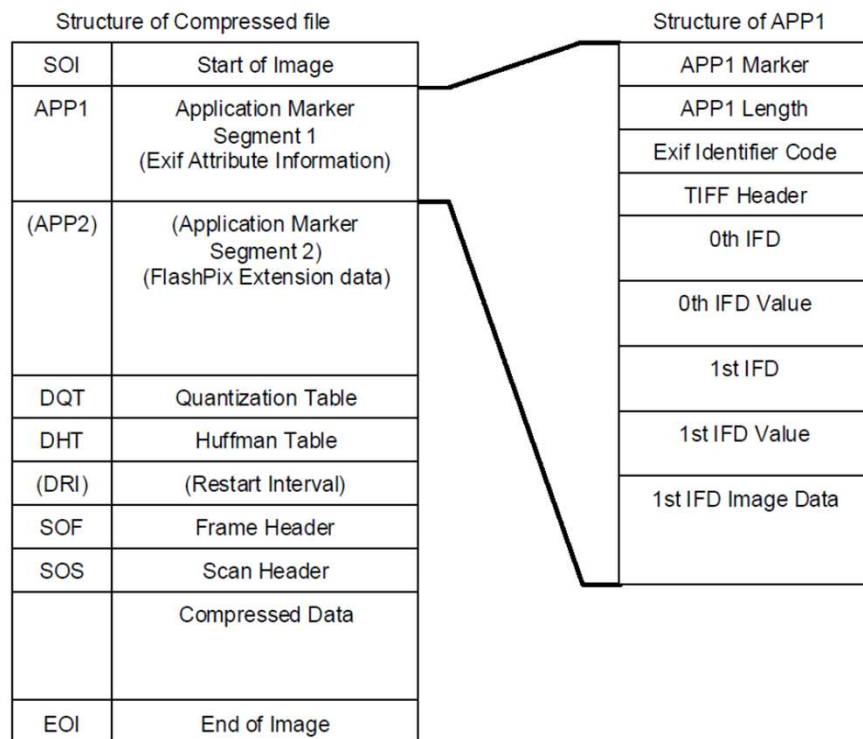 Structure of Compressed file
SOI Start of Image
APP1 Application Marker
Segment 1
(Exif Attribute Information)
(APP2) (Application Marker
Segment 2)
(FlashPix Extension data)
DQT Quantization Table
DHT Huffman Table
(DRI) (Restart Interval)
SOF Frame Header
SOS Scan Header
Compressed Data
EOI End of Image
Structure of APP1
APP1 Marker
APP1 Length
Exif Identifier Code
TIFF Header
0th IFD
0th IFD Value
1st IFD
1st IFD Value
1st IFD Image Data